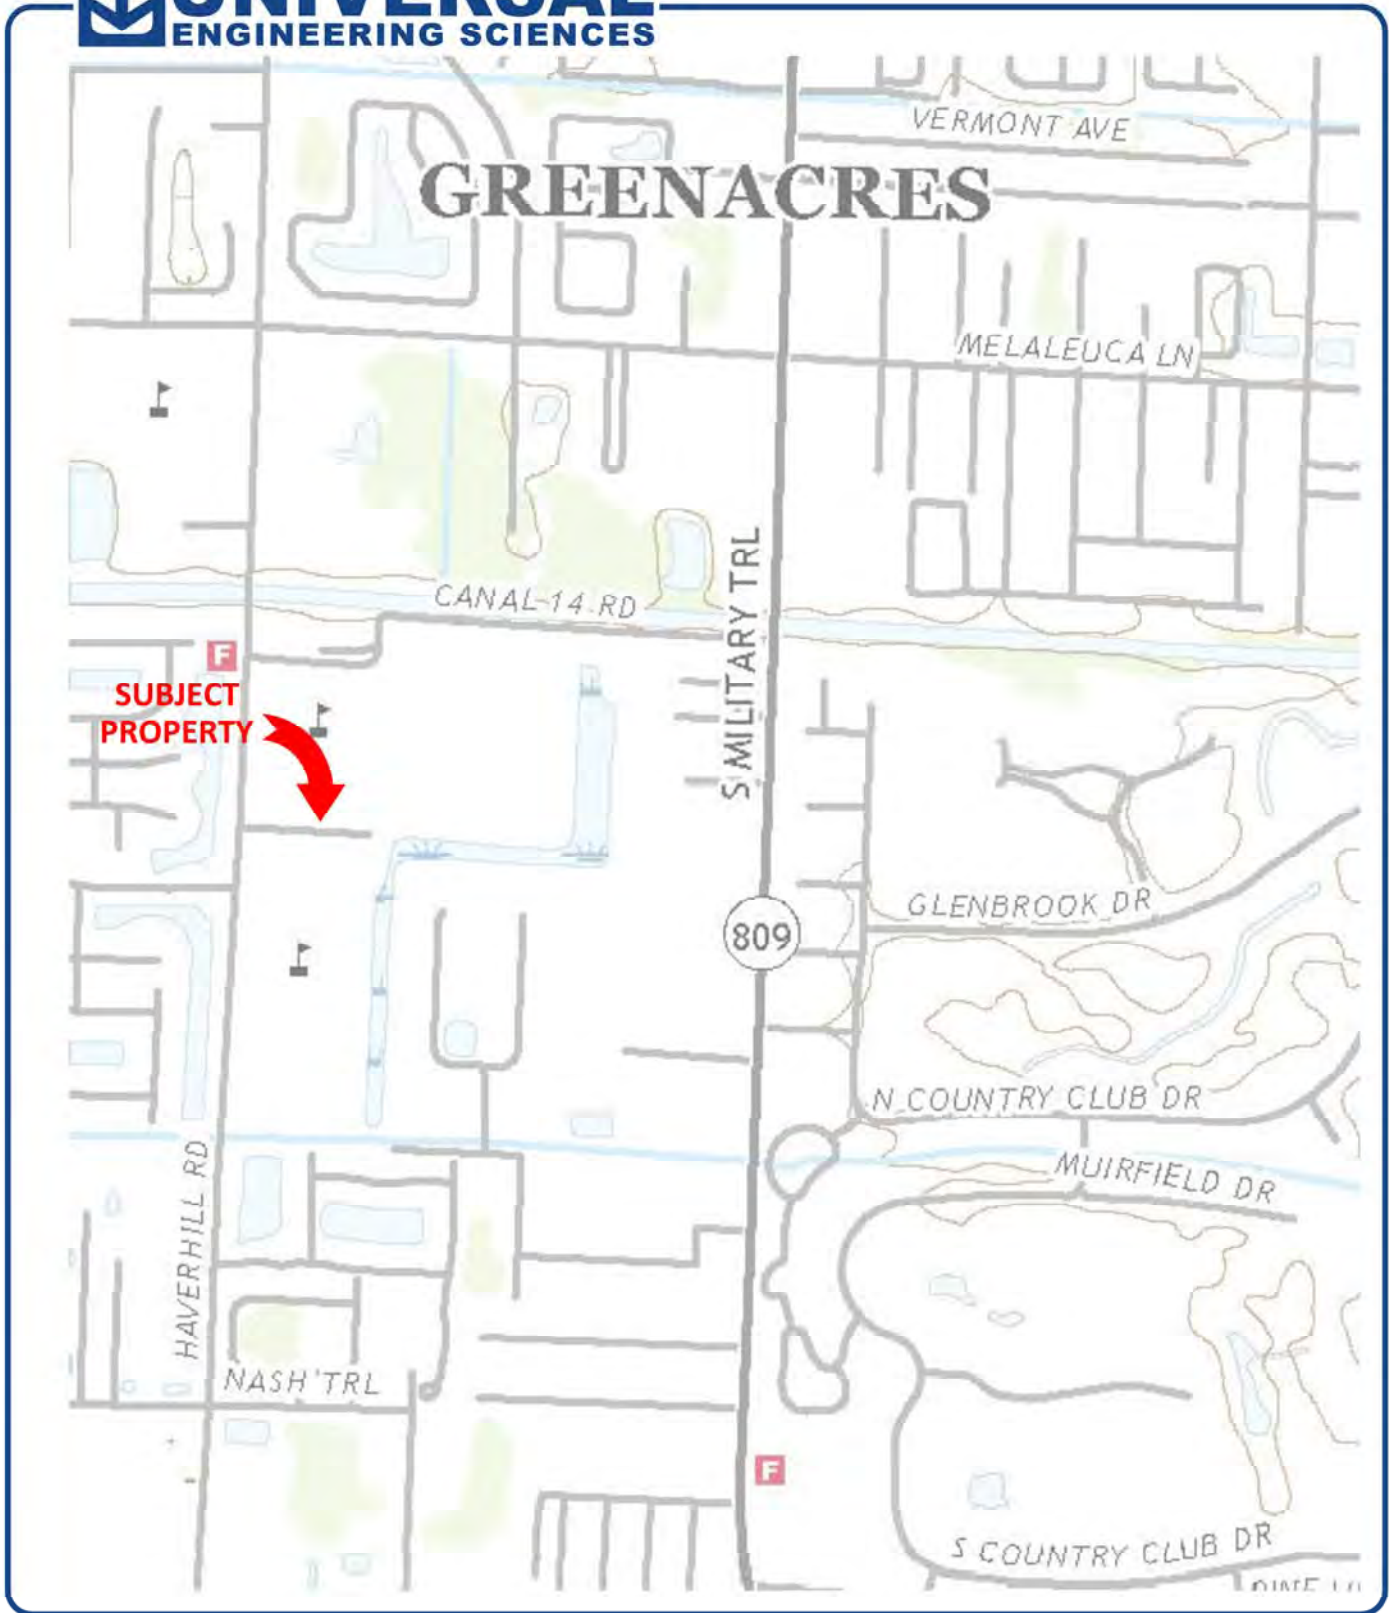 UNIVERSAL
ENGINEERING SCIENCES
VERMONT AVE
GREENACRES
MELALEUCA LN
CANAL 14 RD
S MILITARY TRL
F
SUBJECT
PROPERTY
GLENBROOK DR
809
N COUNTRY CLUB DR
MUIRFIELD DR
HAVERHILL RD
NASH TRL
F
S COUNTRY CLUB DR